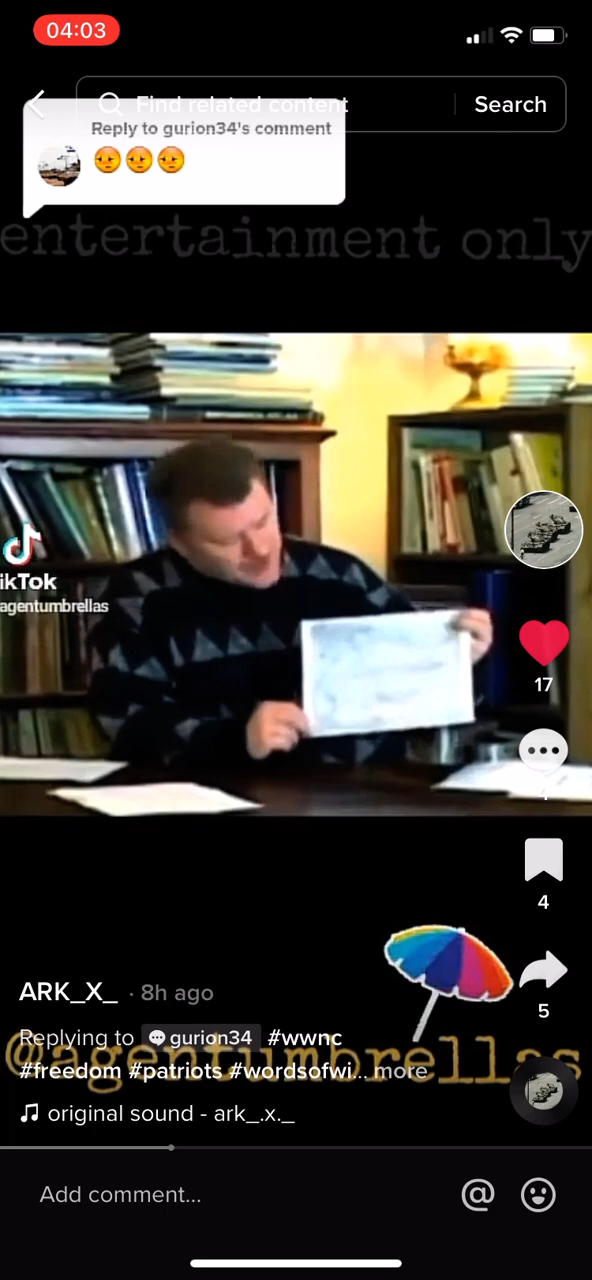 04:03
Find related content
Search
Reply to gurion34's comment
entertainment only
ikTok
agentumbrellas
17
4
5
ARK_X_ · 8h ago
Replying to gurion34 #wwnc
#freedom #patriots #wordsofwi... more
@agentumbrellas
original sound - ark_.x._
Add comment...